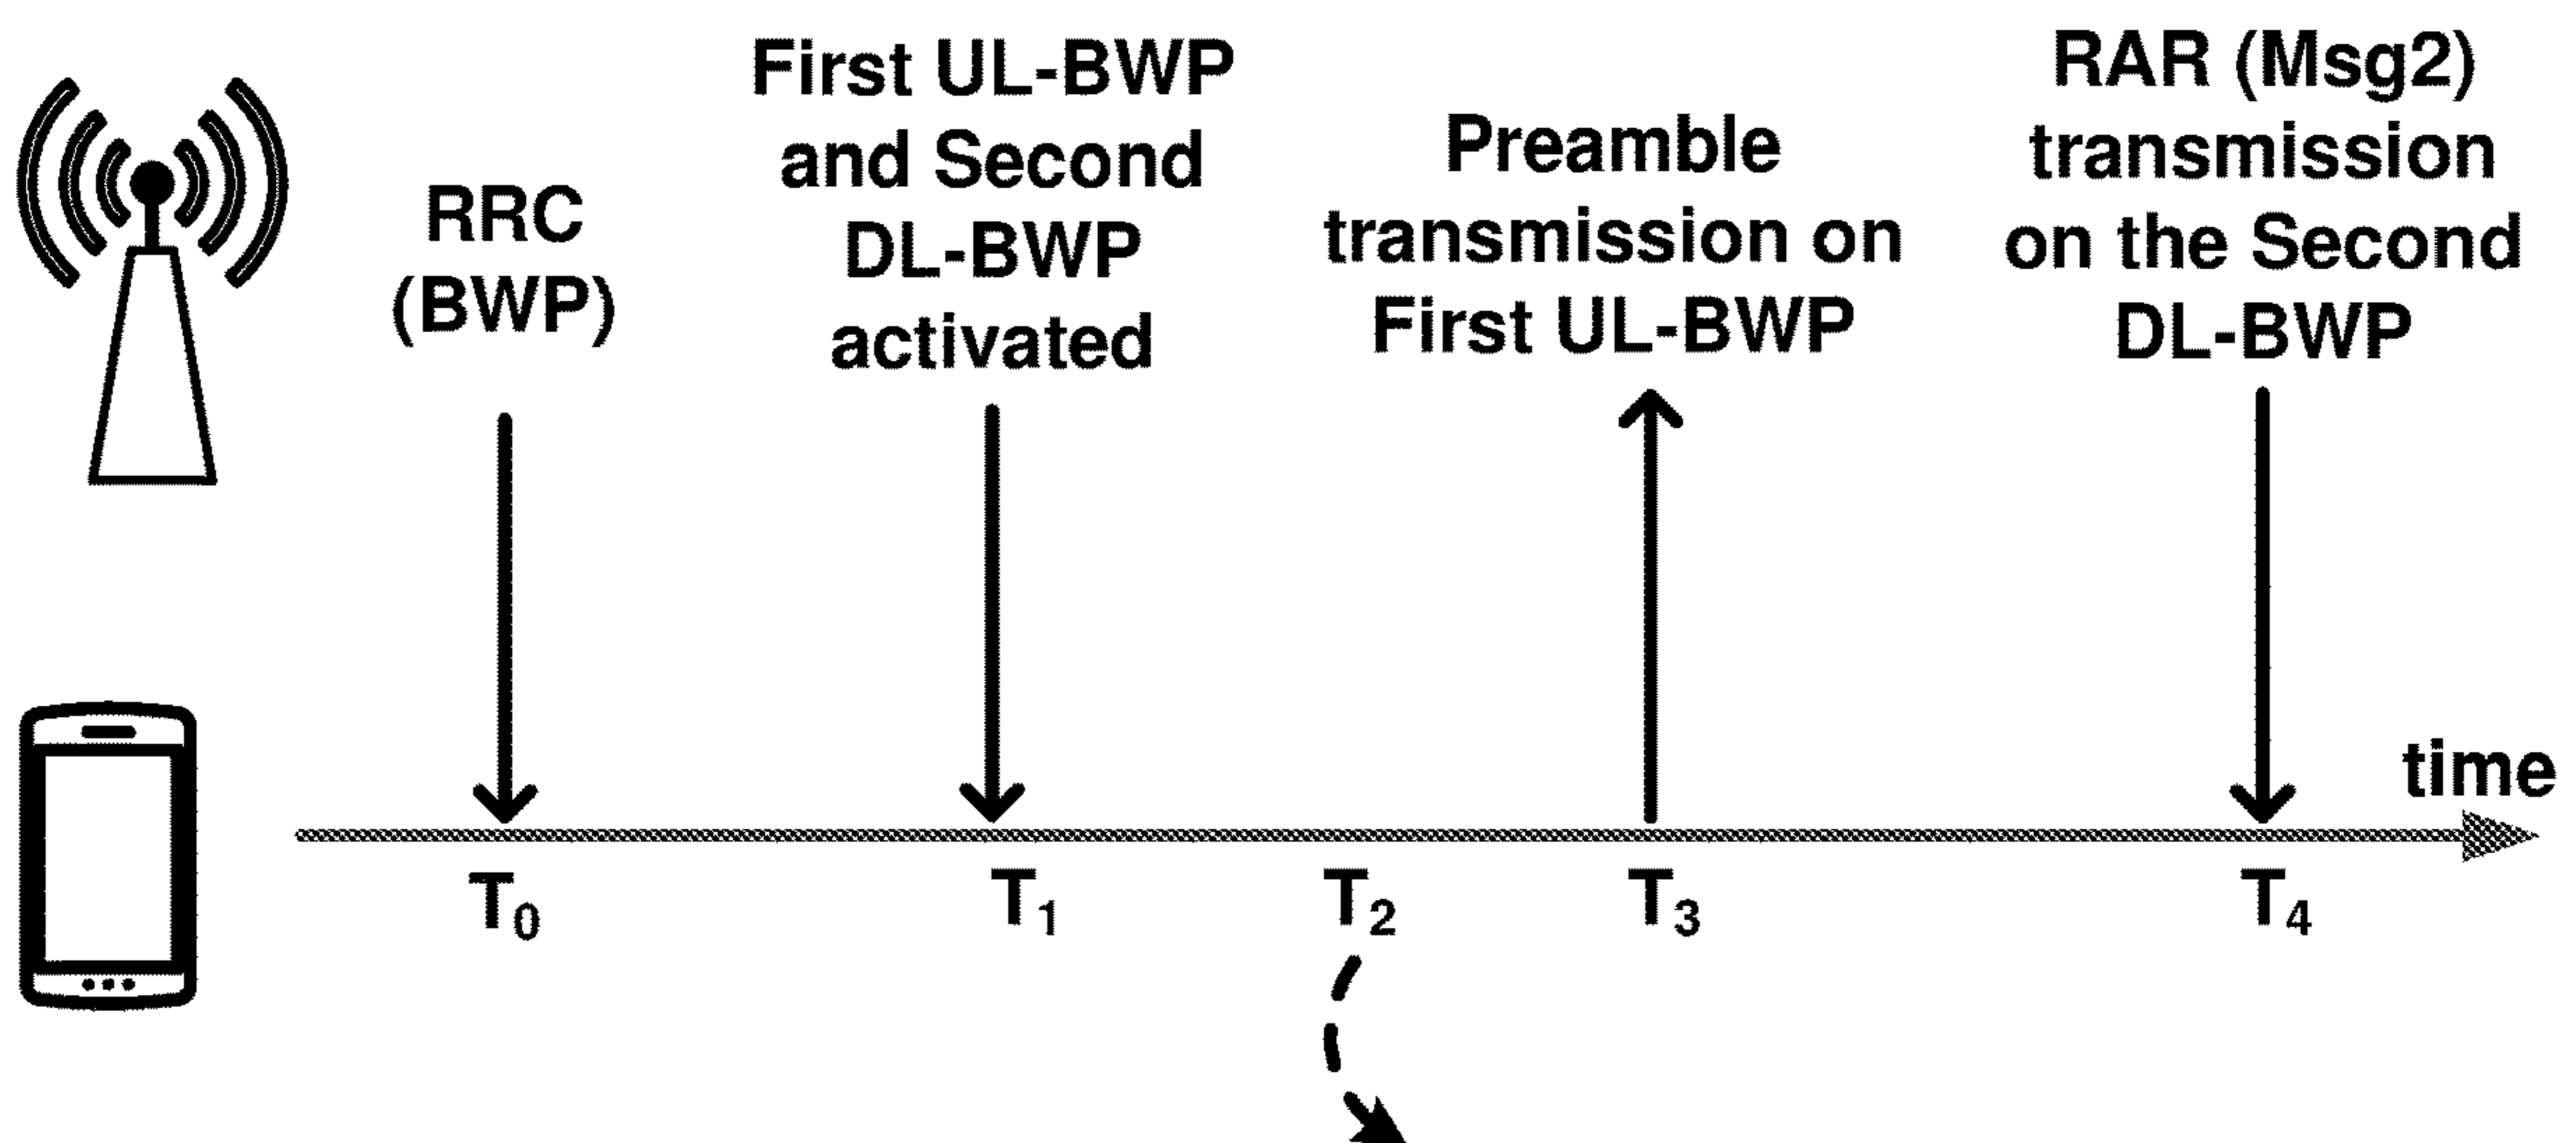 RRC
(BWP)
First UL-BWP
and Second
DL-BWP
activated
Preamble
transmission on
First UL-BWP
RAR (Msg2)
transmission
on the Second
DL-BWP
time
T0
T1
T2
T3
T4